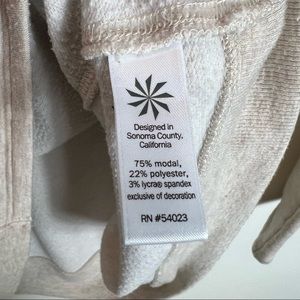 Designed in
Sonoma County,
California
75% modal,
22% polyester,
3% lycra® spandex
exclusive of decoration
RN #54023